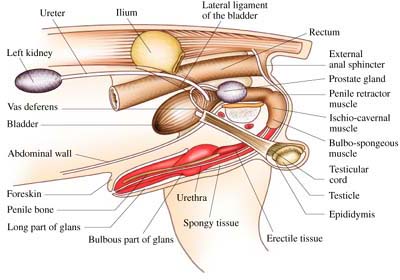 Ureter
Ilium
Lateral ligament
of the bladder
Rectum
Left kidney
External
anal sphincter
Prostate gland
Penile retractor
muscle
Vas deferens
Ischio-cavernal
muscle
Bladder
Bulbo-spongeous
muscle
Abdominal wall
Testicular
cord
Foreskin
Testicle
Penile bone
Urethra
Epididymis
Long part of glans
Spongy tissue
Bulbous part of glans
Erectile tissue